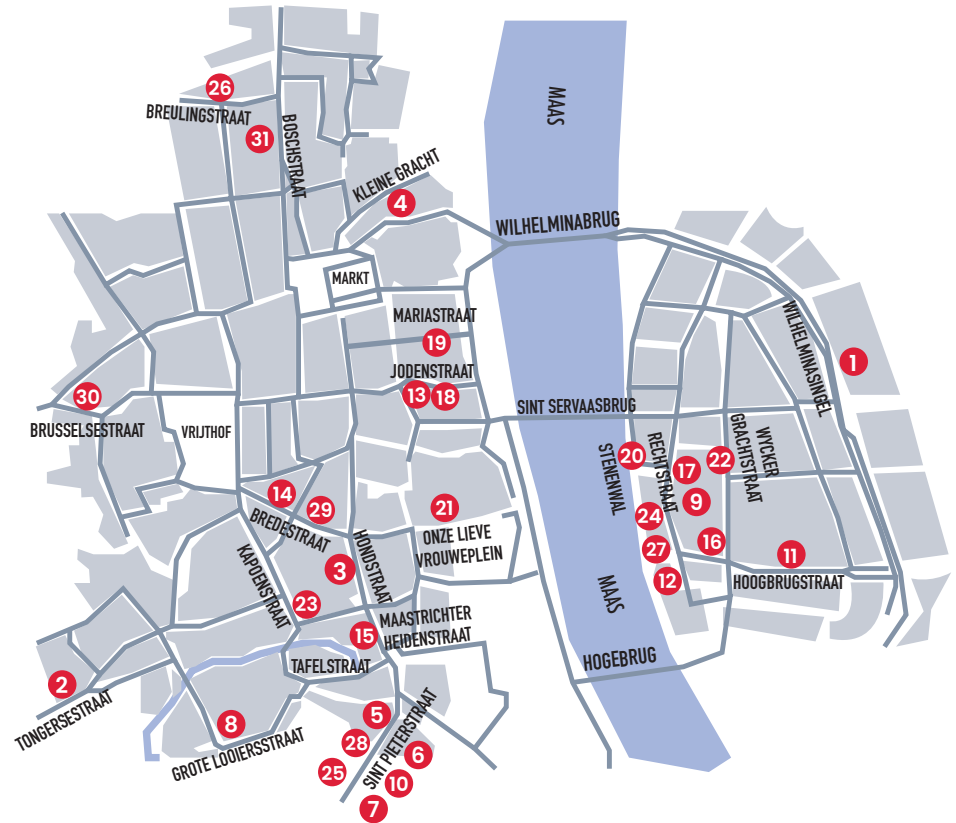 26
BREULINGSTRAAT
31
BOSCHSTRAAT
MAAS
KLEINE GRACHT
4
WILHELMINABRUG
MARKT
MARIASTRAAT
19
JODENSTRAAT
13
18
WILHELMINASINGEL
1
30
BRUSSELSESTRAAT
VRIJTHOF
SINT SERVAASBRUG
20
STENENWAL
RECHTSTRAAT
17
22
WYCKER
GRACHTSTRAAT
9
14
29
BREDESTRAAT
21
ONZE LIEVE
VROUWEPLEIN
24
27
16
11
12
HOOGBRUGSTRAAT
KAPOENSTRAAT
3
HONDSTRAAT
23
15
MAASTRICHTER
HEIDENSTRAAT
MAAS
HOGEBRUG
TAFELSTRAAT
2
TONGERSESTRAAT
8
GROTE LOOIERSSTRAAT
5
28
25
SINT PIETERSTRAAT
6
10
7